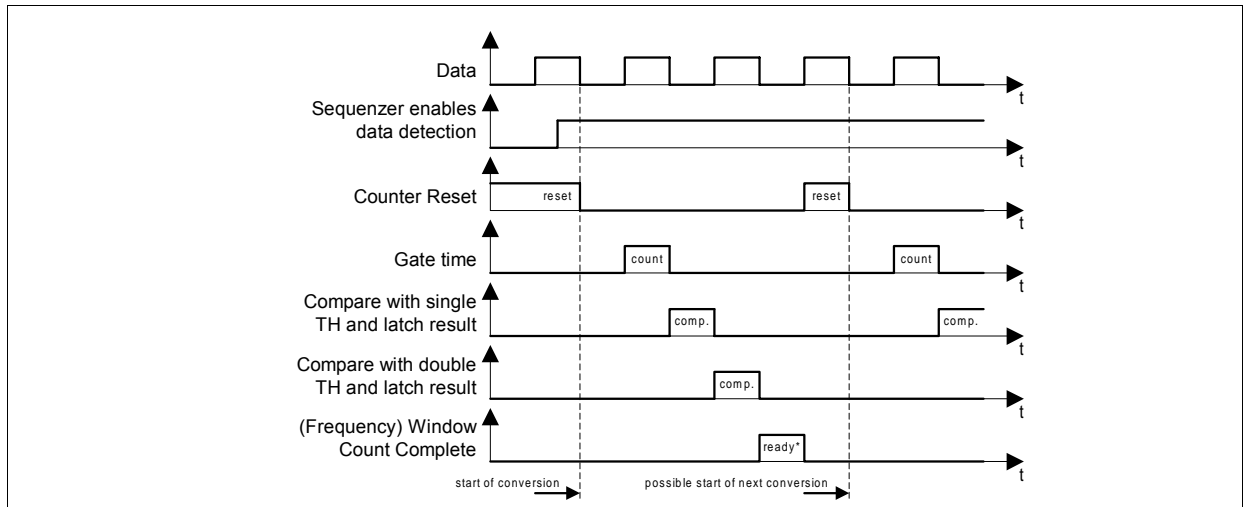 Data
t
Sequenzer enables
data detection
t
Counter Reset
reset
reset
t
Gate time
count
count
t
Compare with single
TH and latch result
comp.
comp.
t
Compare with double
TH and latch result
comp.
t
(Frequency) Window
Count Complete
ready*
t
start of conversion
possible start of next conversion